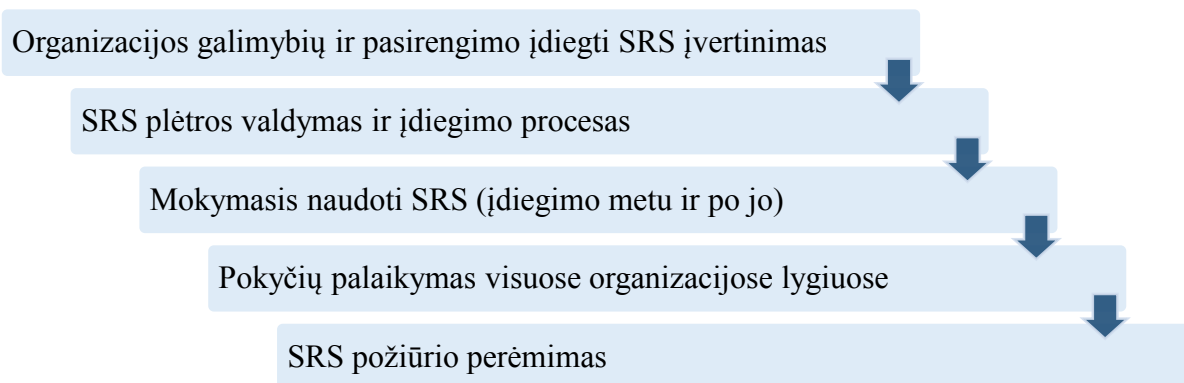 Organizacijos galimybių ir pasirengimo įdiegti SRS įvertinimas
SRS plėtros valdymas ir įdiegimo procesas
Mokymasis naudoti SRS (įdiegimo metu ir po jo)
Pokyčių palaikymas visuose organizacijose lygiuose
SRS požiūrio perėmimas